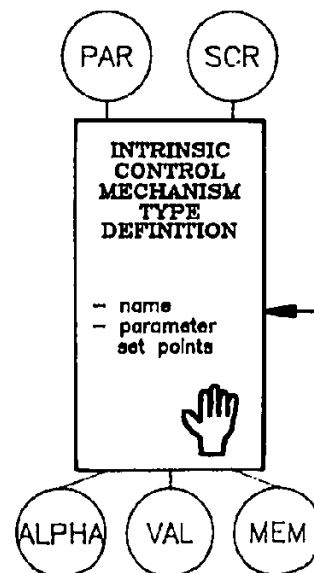 PAR SCR
INTRINSIC
CONTROL
MECHANISM
TYPE
DEFINITION
- name
- parameter
set points
ALPHA VAL MEM